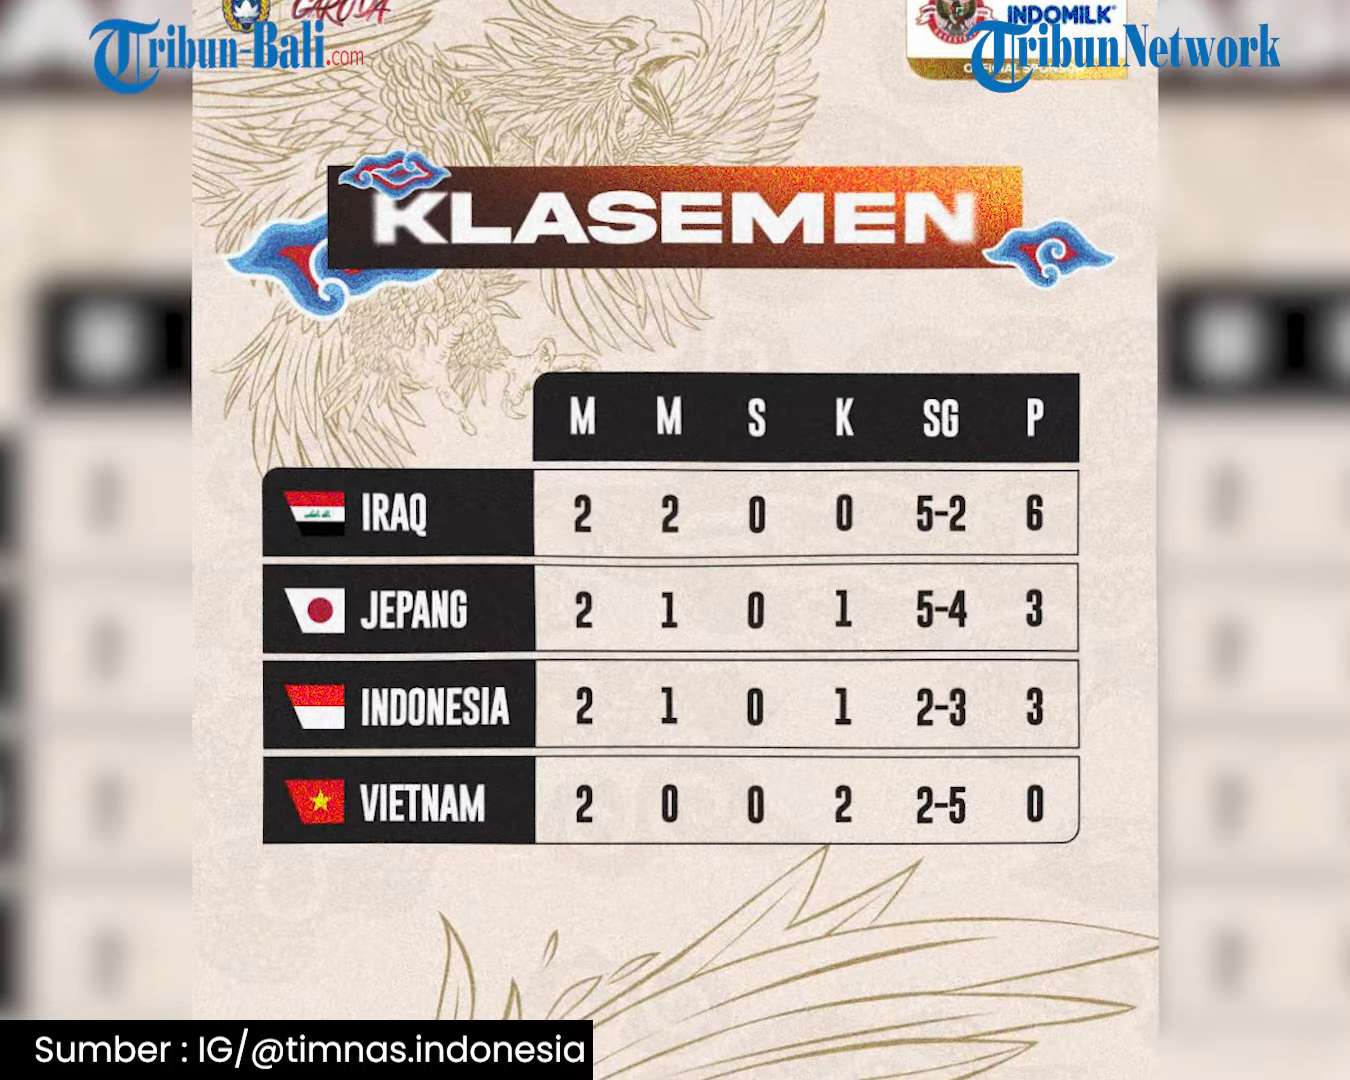 GARUDA
Tribun-Bali.com
INDOMILK
TribunNetwork
KLASEMEN
M M S K SG P
IRAQ 2 2 0 0 5-2 6
JEPANG 2 1 0 1 5-4 3
INDONESIA 2 1 0 1 2-3 3
VIETNAM 2 0 0 2 2-5 0
Sumber : IG/@timnas.indonesia